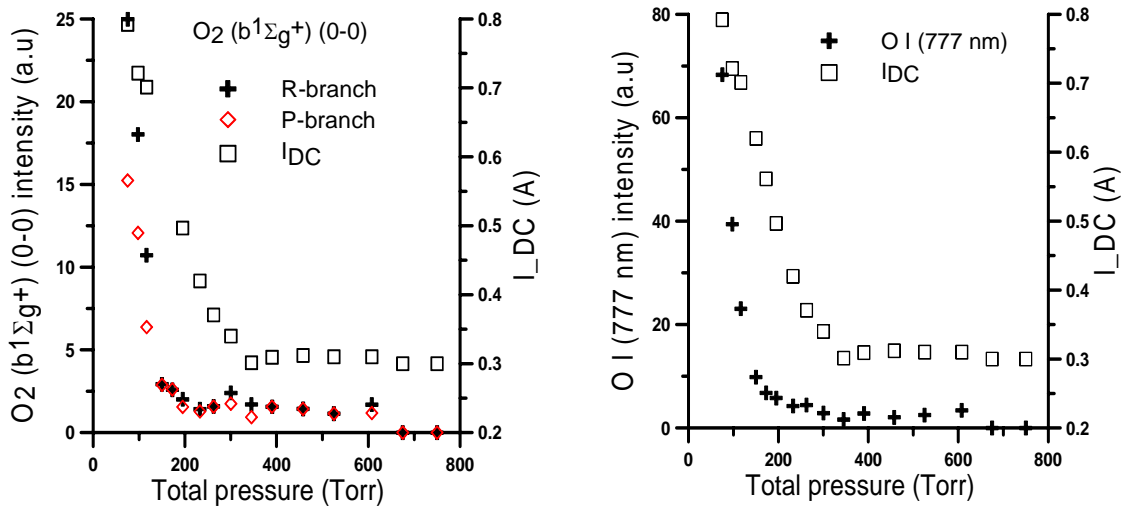 O2 (b1Σg+) (0-0) intensity (a.u)
25
20
15
10
5
0
O2 (b1Σg+) (0-0)
R-branch
P-branch
IDC
0.8
0.7
0.6
0.5
0.4
0.3
0.2
I_DC (A)
0
200
400
600
800
Total pressure (Torr)
O I (777 nm) intensity (a.u)
80
60
40
20
0
O I (777 nm)
IDC
0.8
0.7
0.6
0.5
0.4
0.3
0.2
I_DC (A)
0
200
400
600
800
Total pressure (Torr)